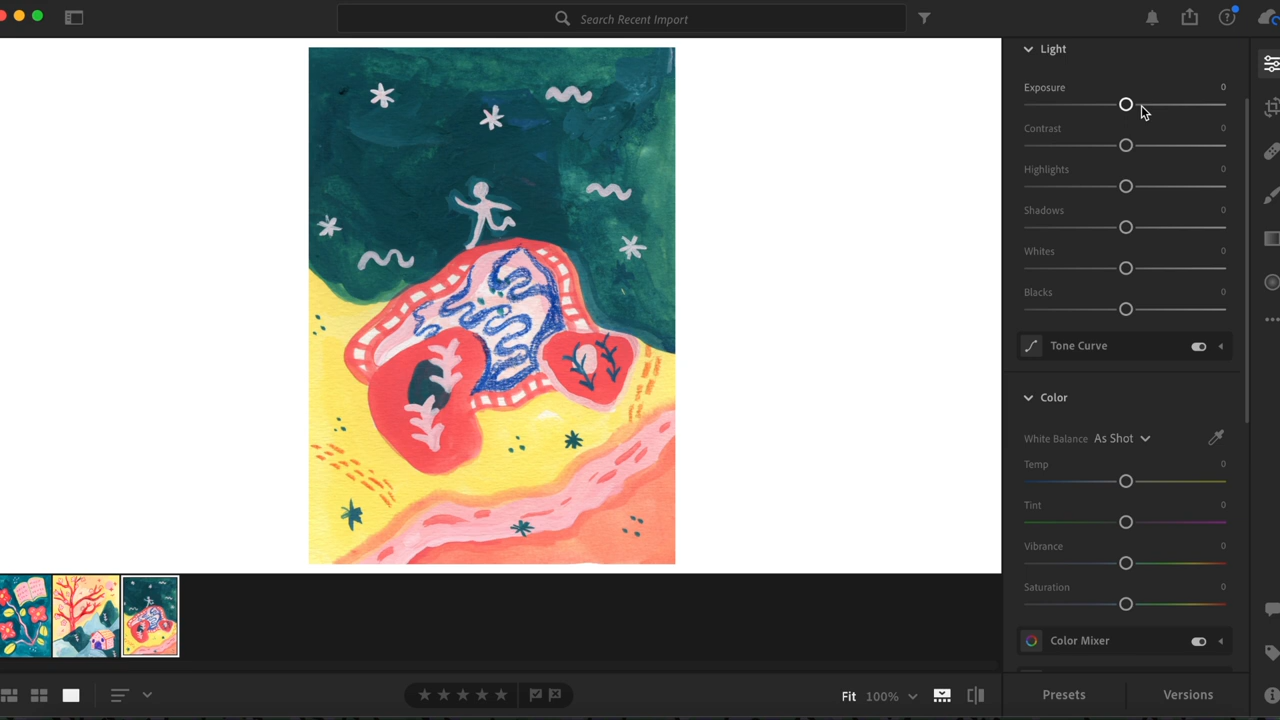 Search Recent Import
Light
Exposure 0
Contrast 0
Highlights 0
Shadows 0
Whites 0
Blacks 0
Tone Curve
Color
White Balance As Shot
Temp 0
Tint 0
Vibrance 0
Saturation 0
Color Mixer
Fit 100%
Presets Versions